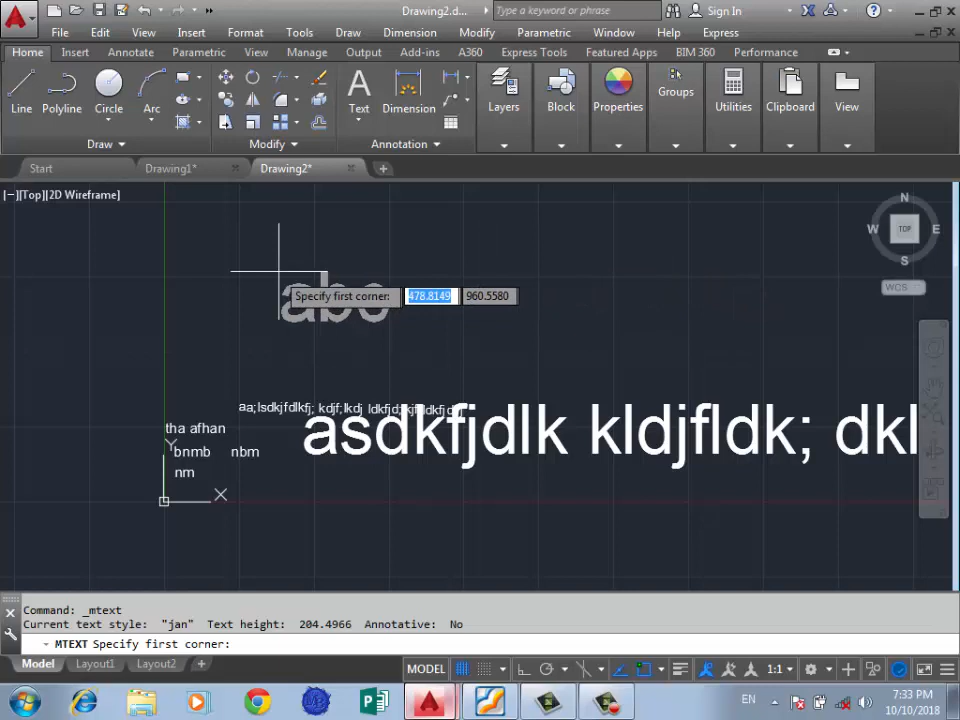 Drawing2.d...
Type a keyword or phrase
Sign In
File Edit View Insert Format Tools Draw Dimension Modify Parametric Window Help Express
Home Insert Annotate Parametric View Manage Output Add-ins A360 Express Tools Featured Apps BIM 360 Performance
Line Polyline Circle Arc Text Dimension Layers Block Properties Groups Utilities Clipboard View
Draw Modify Annotation
Start Drawing1* Drawing2*
[−][Top][2D Wireframe]
N
W TOP E
S
WCS
abc
Specify first corner: 478.8149 960.5580
aa;lsdkjfdlkfj; kdjf;lkdj
asdkfjdlk kldjfldk; dkl
tha afhan
Y
bnmb nbm
nm
X
Command: _mtext
Current text style: "jan" Text height: 204.4966 Annotative: No
MTEXT Specify first corner:
Model Layout1 Layout2
MODEL 1:1
EN
7:33 PM
10/10/2018